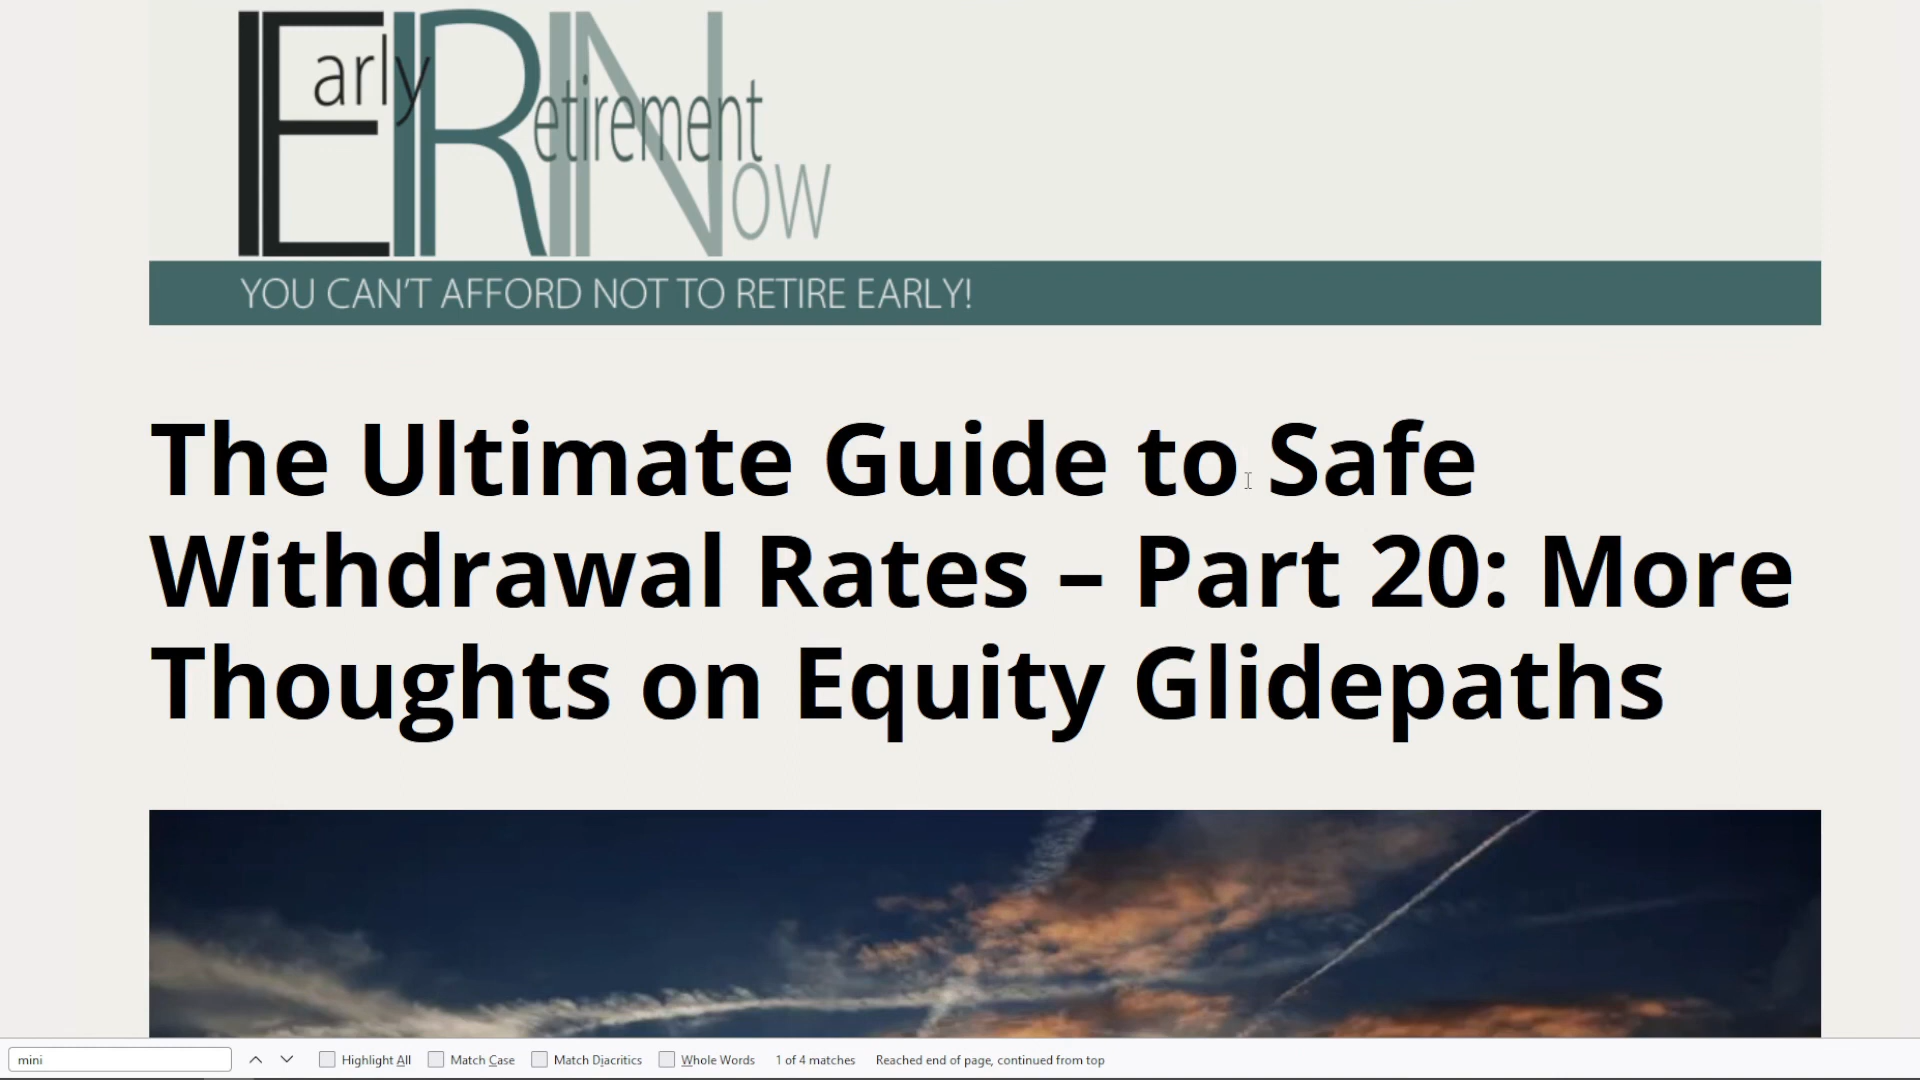 Early Retirement Now
YOU CAN'T AFFORD NOT TO RETIRE EARLY!
The Ultimate Guide to Safe
Withdrawal Rates – Part 20: More
Thoughts on Equity Glidepaths
mini Highlight All Match Case Match Diacritics Whole Words 1 of 4 matches Reached end of page, continued from top